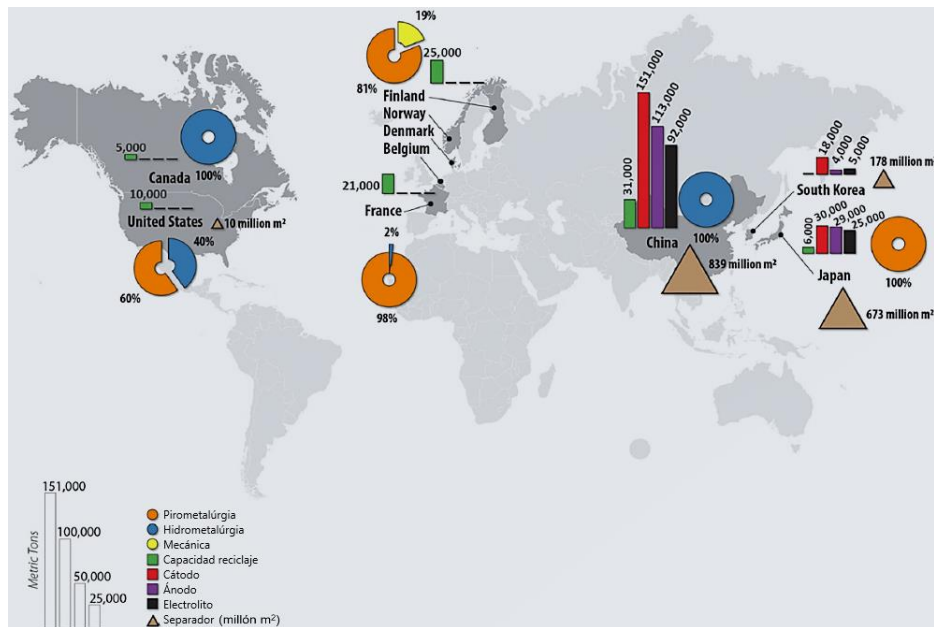 19%
25,000
81%
Finland
Norway
Denmark
Belgium
5,000
Canada
100%
10,000
United States
10 million m²
40%
60%
21,000
France
2%
98%
31,000
151,000
113,000
92,000
China
100%
839 million m²
18,000
4,000
5,000
178 million m²
South Korea
6,000
30,000
29,000
25,000
Japan
100%
673 million m²
151,000
100,000
50,000
25,000
Metric Tons
Pirometalúrgia
Hidrometalúrgia
Mecánica
Capacidad reciclaje
Cátodo
Ánodo
Electrolito
Separador (millón m²)